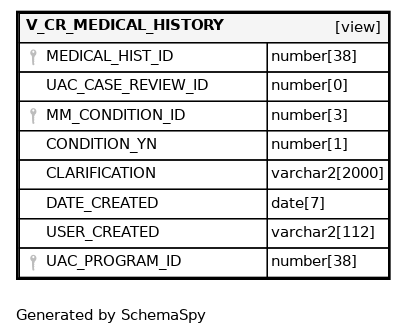 V_CR_MEDICAL_HISTORY [view]
MEDICAL_HIST_ID number[38]
UAC_CASE_REVIEW_ID number[0]
MM_CONDITION_ID number[3]
CONDITION_YN number[1]
CLARIFICATION varchar2[2000]
DATE_CREATED date[7]
USER_CREATED varchar2[112]
UAC_PROGRAM_ID number[38]
Generated by SchemaSpy